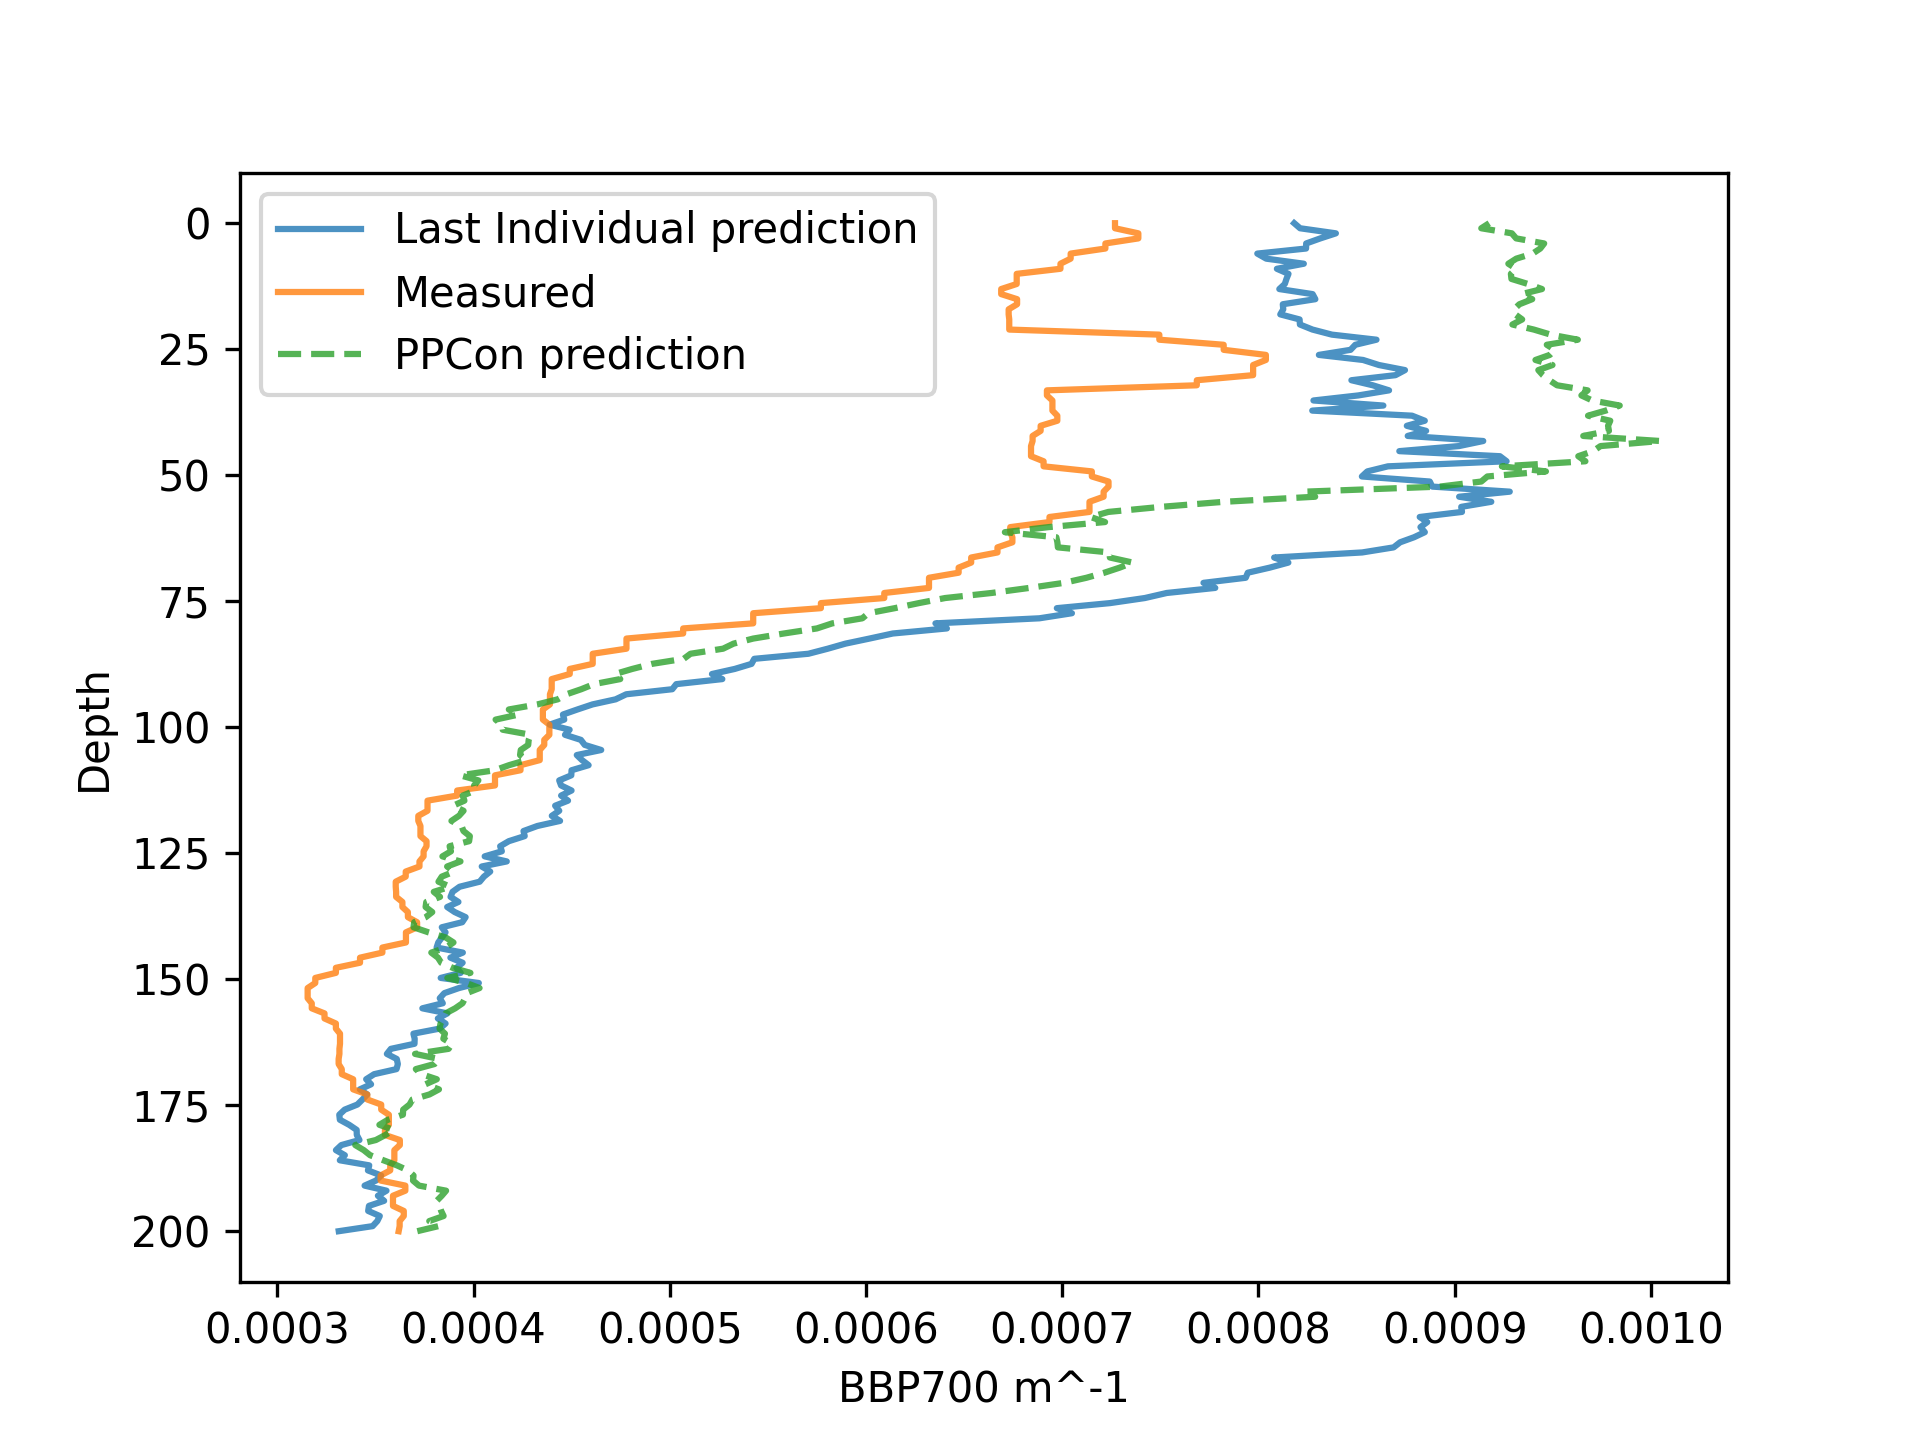 Last Individual prediction
Measured
PPCon prediction
0
25
50
75
100
125
150
175
200
Depth
0.0003 0.0004 0.0005 0.0006 0.0007 0.0008 0.0009 0.0010
BBP700 m^-1